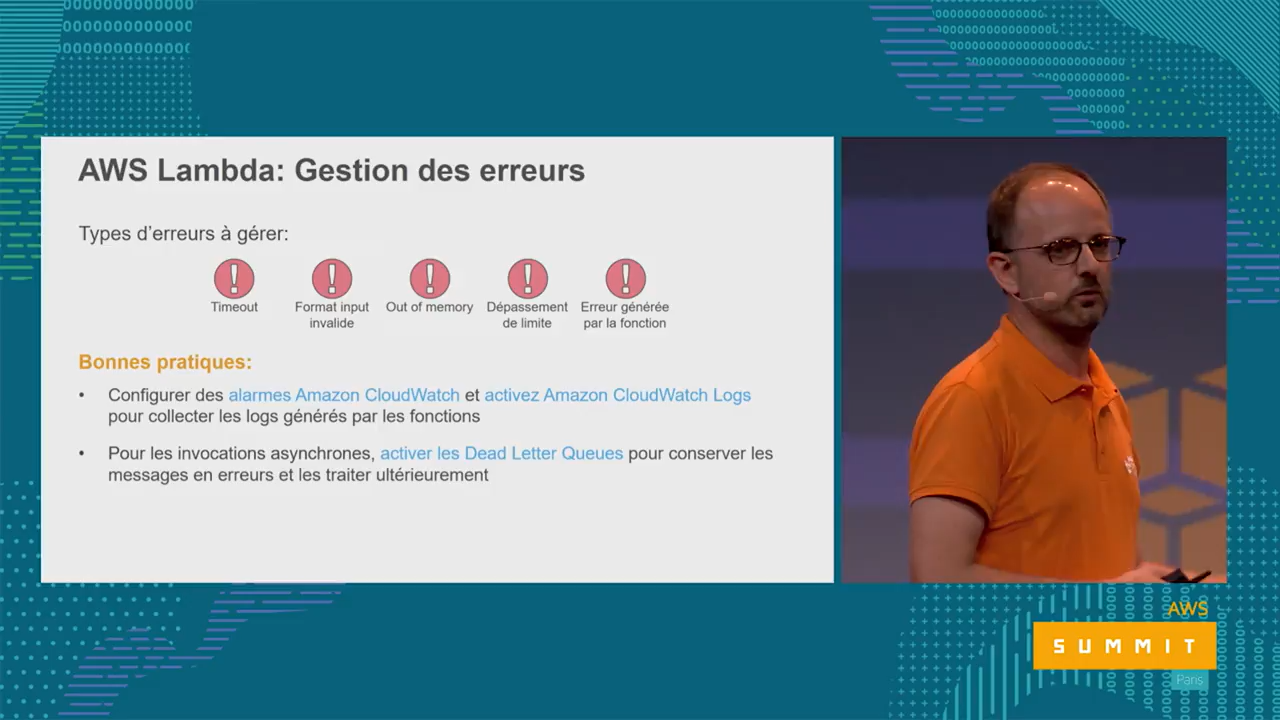 AWS Lambda: Gestion des erreurs
Types d’erreurs à gérer:
Timeout
Format input
invalide
Out of memory
Dépassement
de limite
Erreur générée
par la fonction
Bonnes pratiques:
• Configurer des alarmes Amazon CloudWatch et activez Amazon CloudWatch Logs
pour collecter les logs générés par les fonctions
• Pour les invocations asynchrones, activer les Dead Letter Queues pour conserver les
messages en erreurs et les traiter ultérieurement
AWS
SUMMIT
Paris